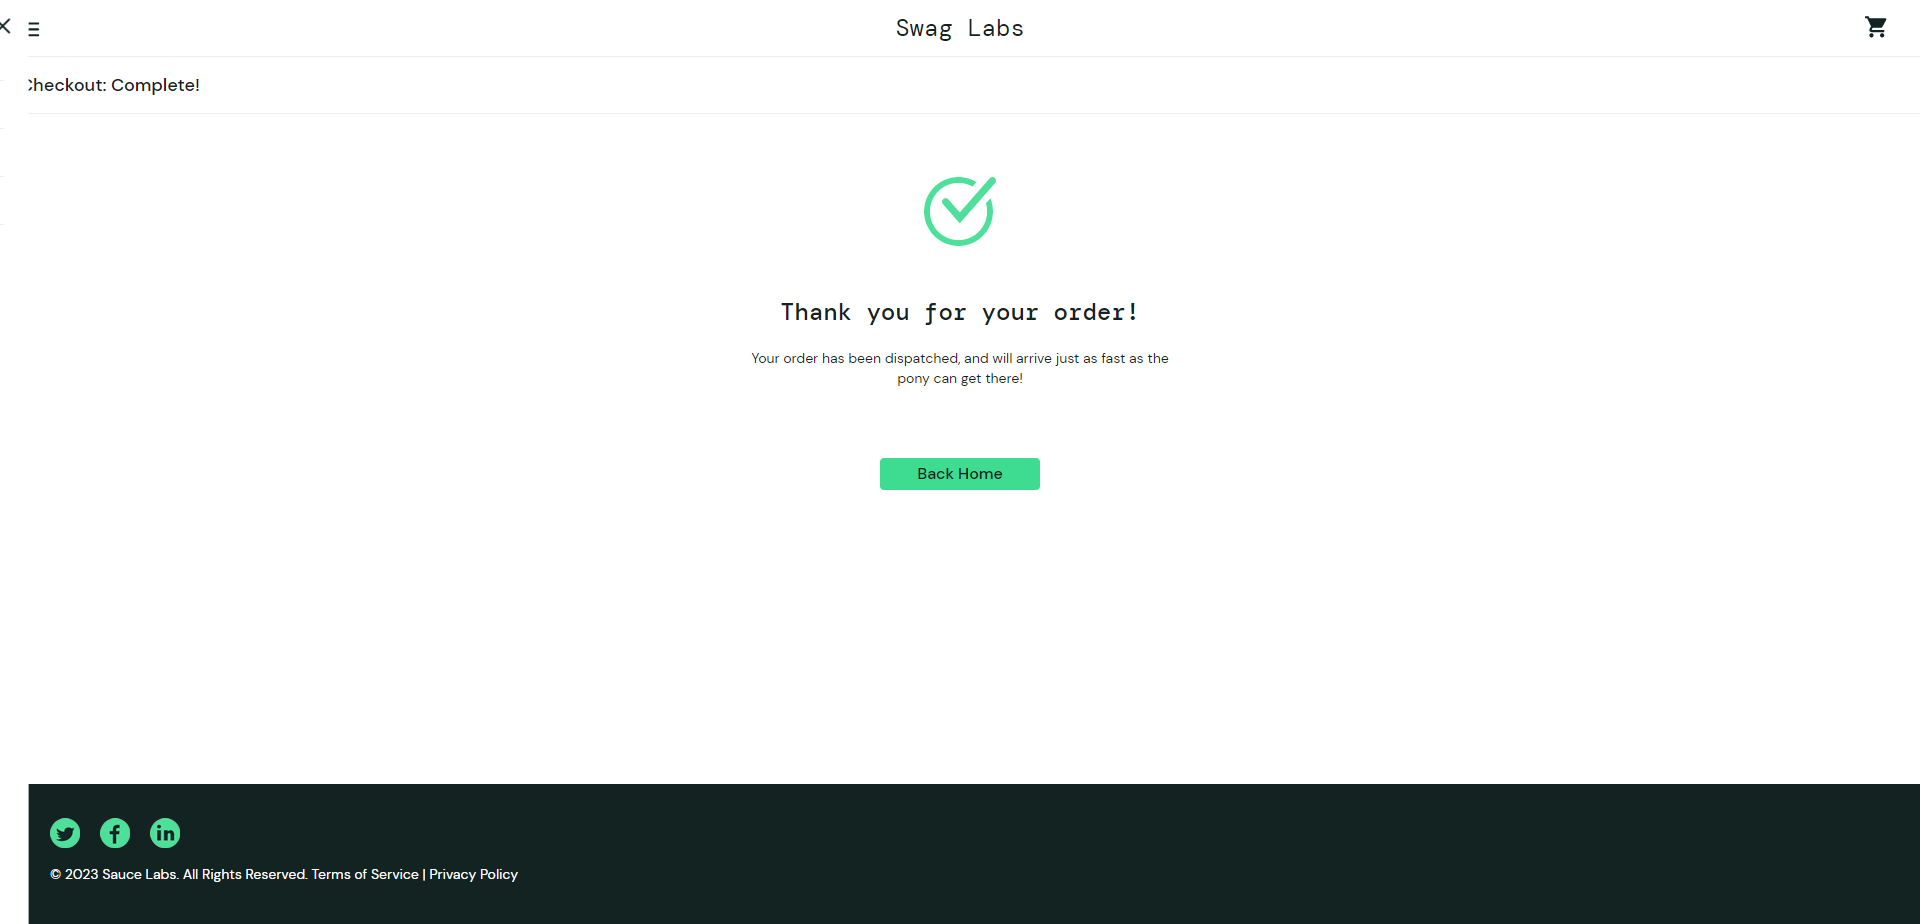 Swag Labs
Checkout: Complete!
Thank you for your order!
Your order has been dispatched, and will arrive just as fast as the
pony can get there!
Back Home
© 2023 Sauce Labs. All Rights Reserved. Terms of Service | Privacy Policy